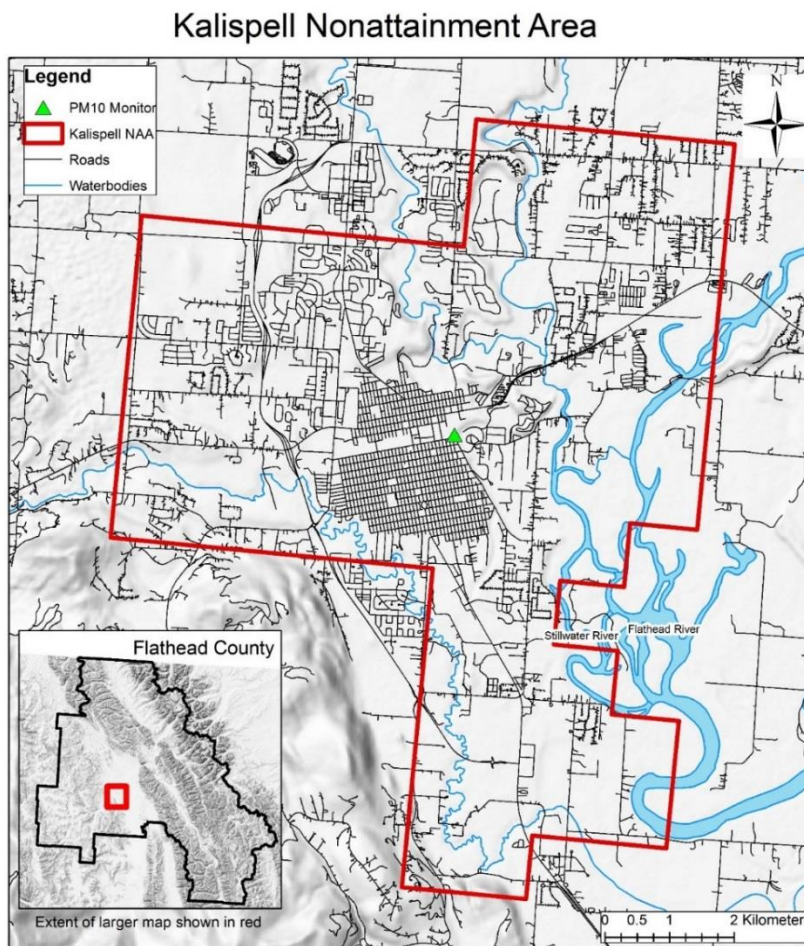 Kalispell Nonattainment Area
Legend
PM10 Monitor
Kalispell NAA
Roads
Waterbodies
N
Stillwater River
Flathead River
Flathead County
Extent of larger map shown in red
0 0.5 1 2 Kilometer